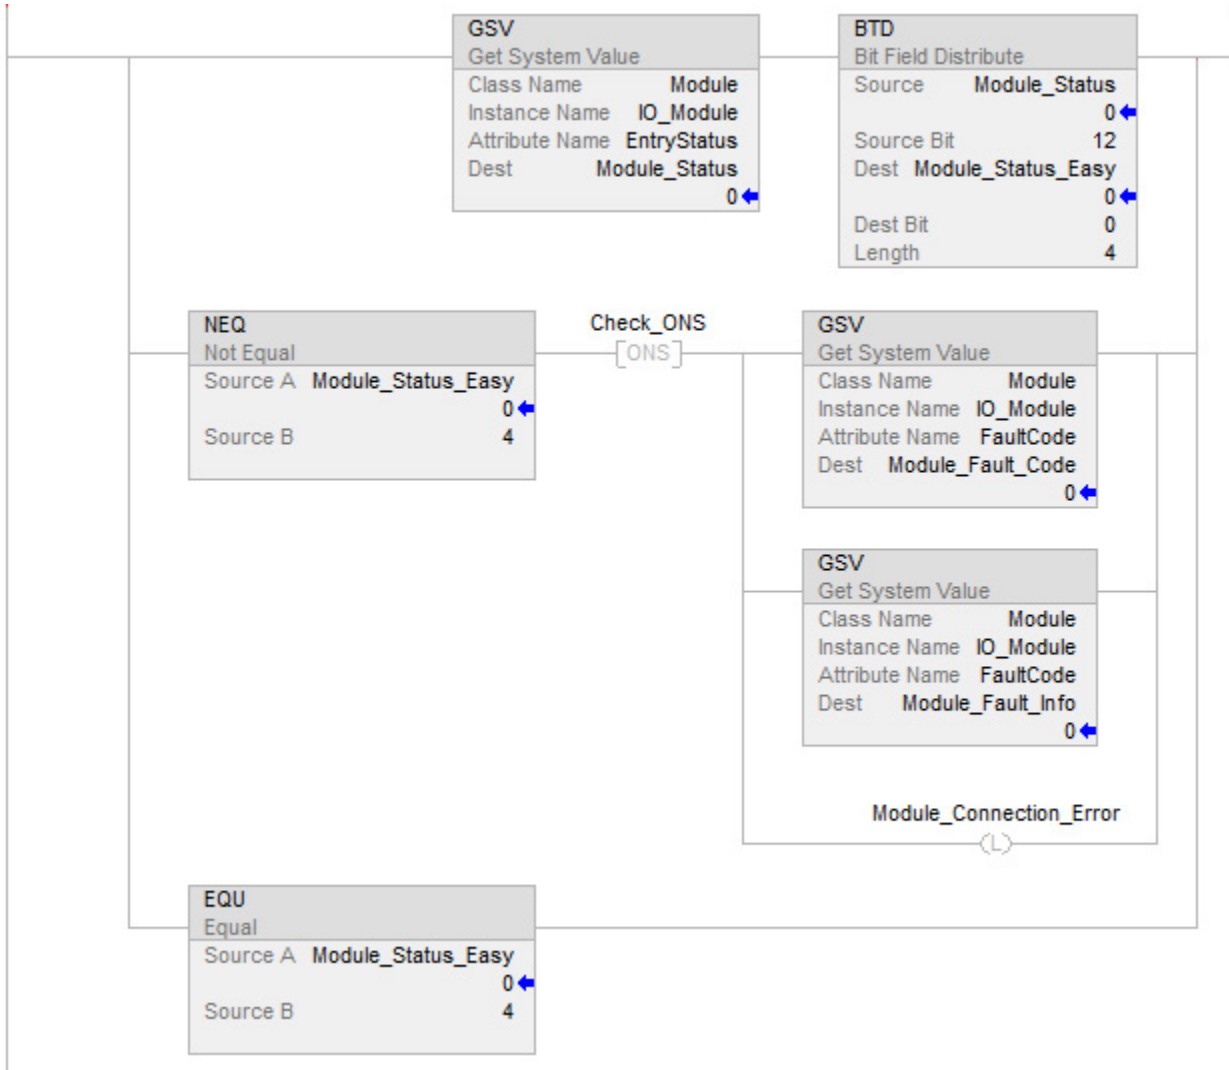 GSV
Get System Value
Class Name Module
Instance Name IO_Module
Attribute Name EntryStatus
Dest Module_Status
0
BTD
Bit Field Distribute
Source Module_Status
0
Source Bit 12
Dest Module_Status_Easy
0
Dest Bit 0
Length 4
NEQ
Not Equal
Source A Module_Status_Easy
0
Source B 4
Check_ONS
ONS
GSV
Get System Value
Class Name Module
Instance Name IO_Module
Attribute Name FaultCode
Dest Module_Fault_Code
0
GSV
Get System Value
Class Name Module
Instance Name IO_Module
Attribute Name FaultCode
Dest Module_Fault_Info
0
Module_Connection_Error
L
EQU
Equal
Source A Module_Status_Easy
0
Source B 4